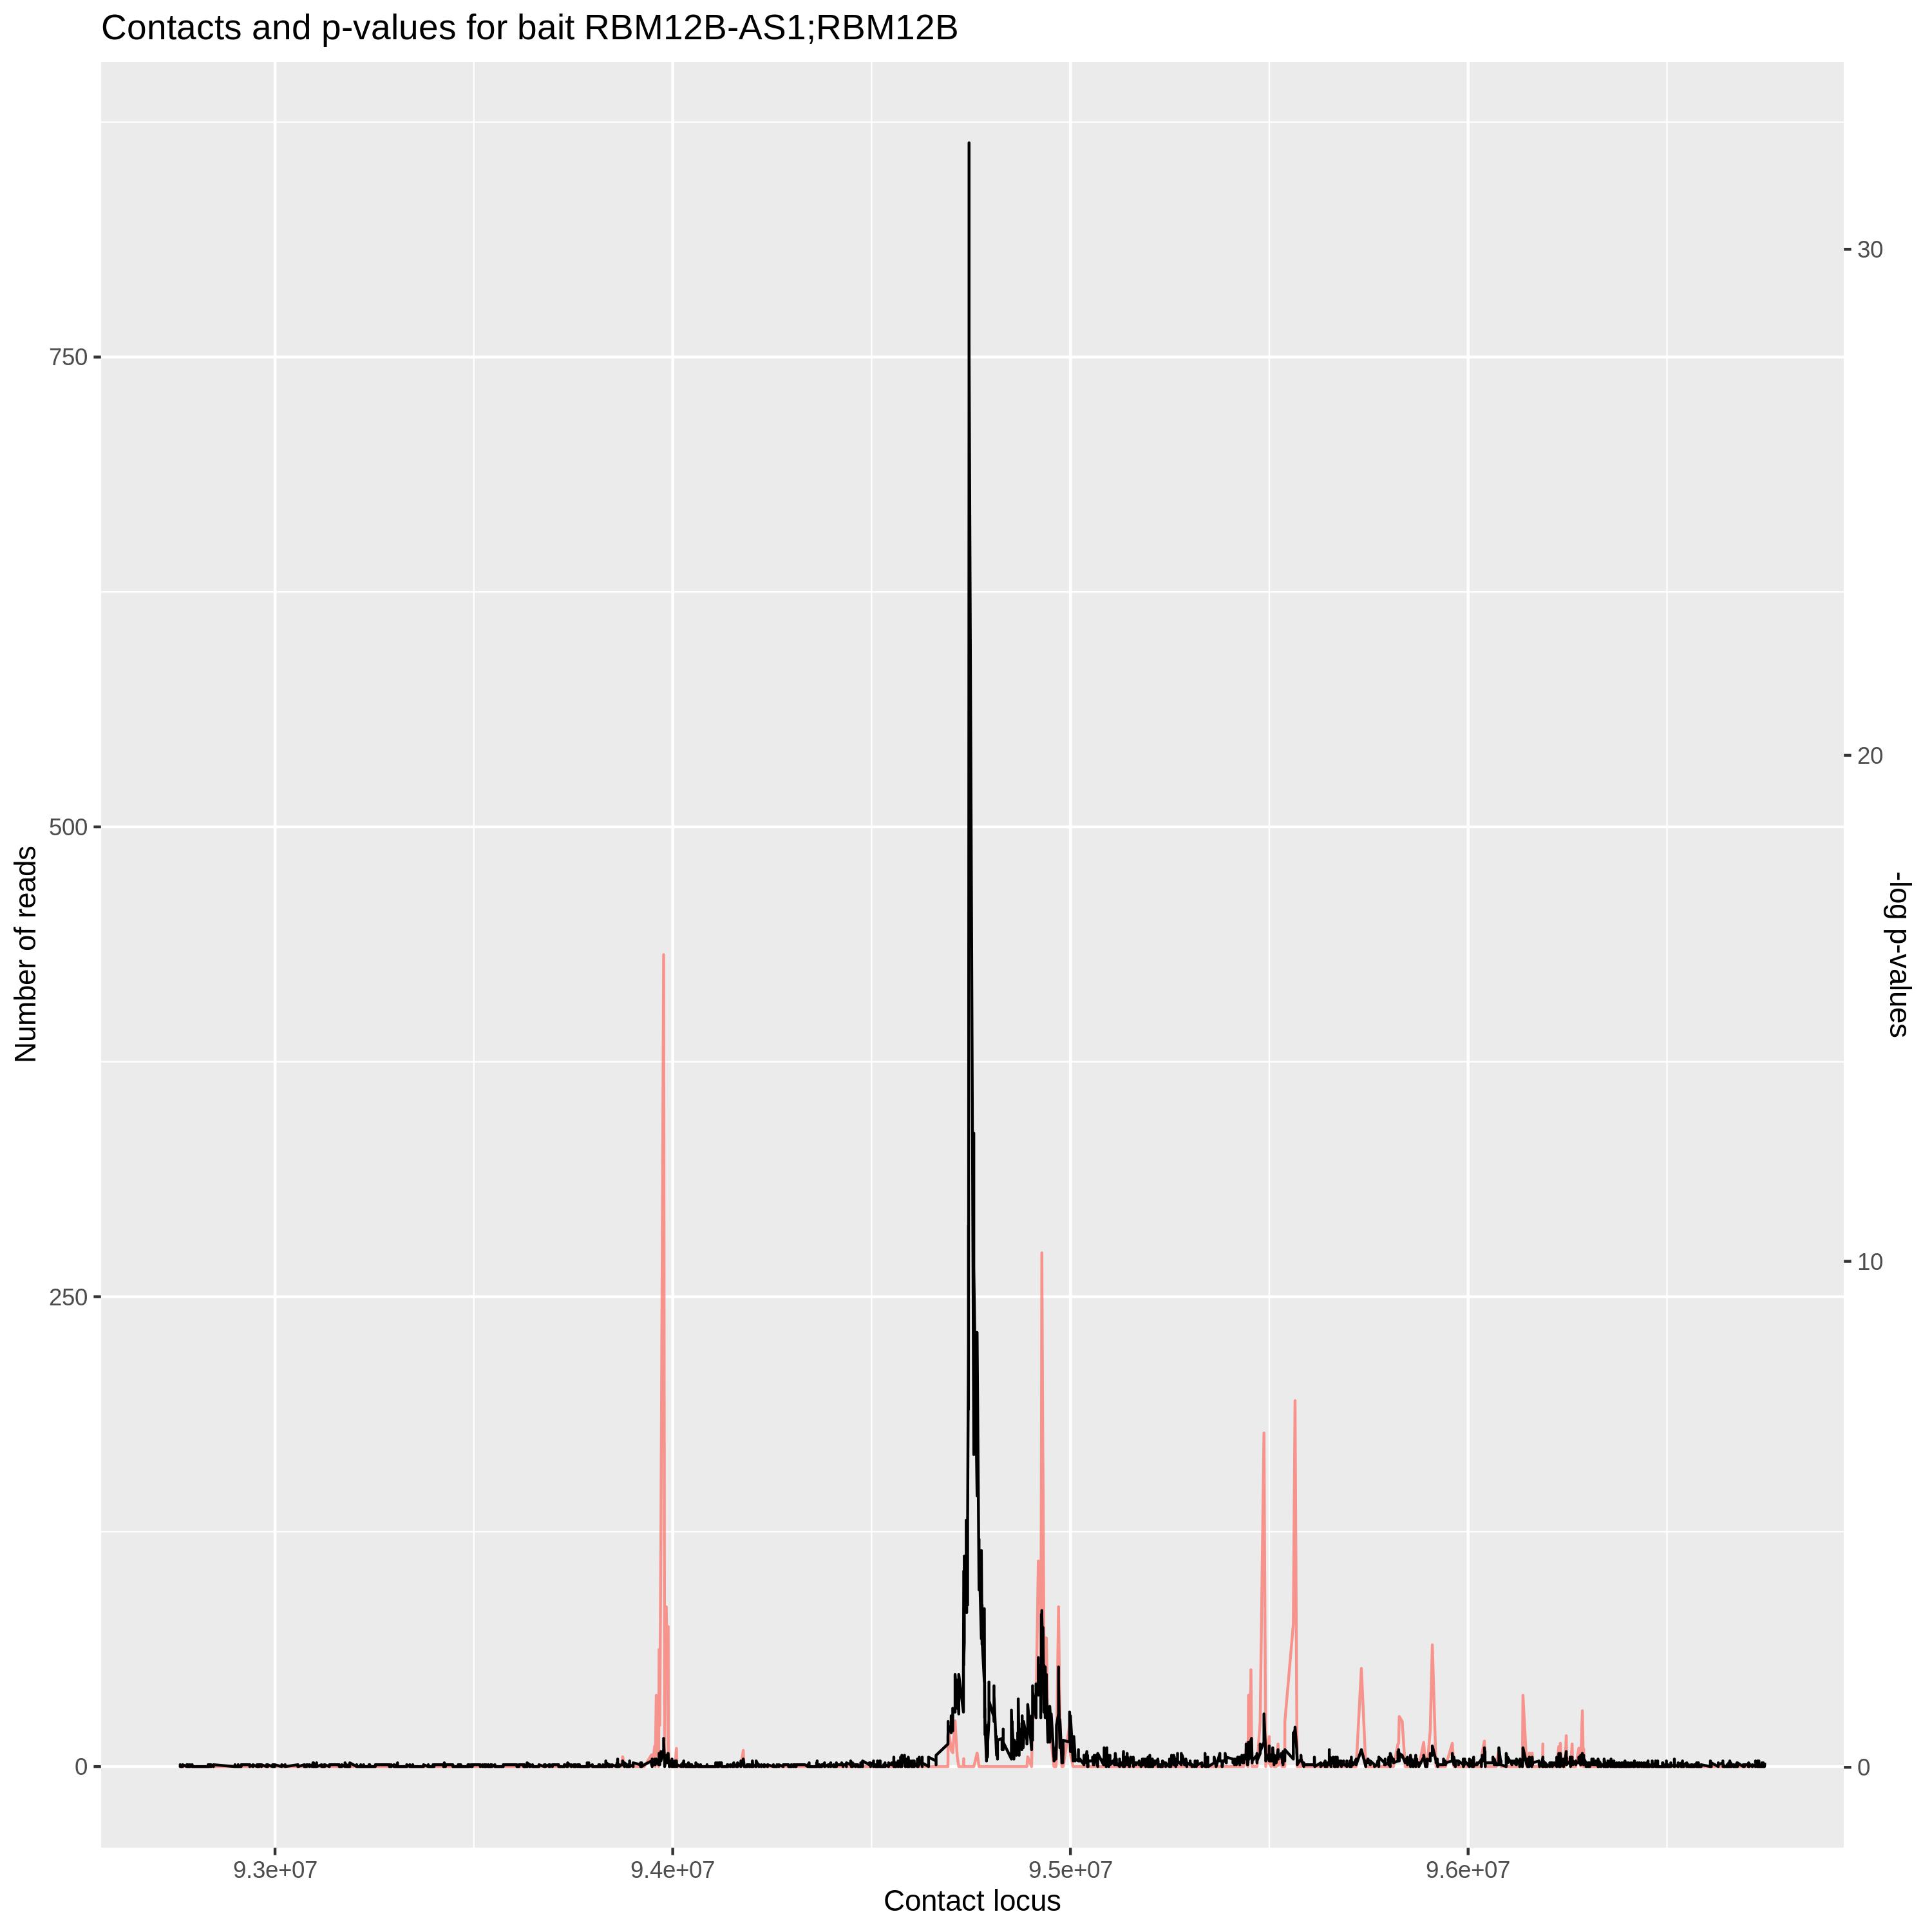 Contacts and p-values for bait RBM12B-AS1;RBM12B
Number of reads
750
500
250
0
30
20
10
0
-log p-values
9.3e+07
9.4e+07
9.5e+07
9.6e+07
Contact locus